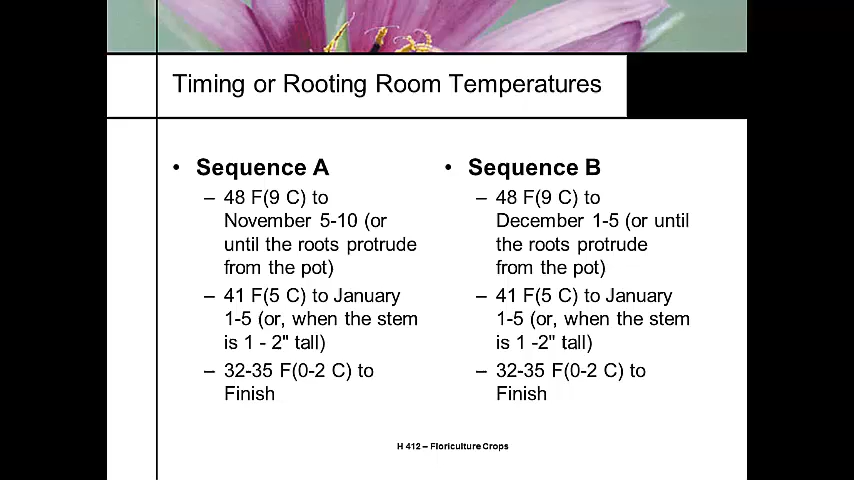 Timing or Rooting Room Temperatures
• Sequence A
– 48 F(9 C) to
November 5-10 (or
until the roots protrude
from the pot)
– 41 F(5 C) to January
1-5 (or, when the stem
is 1 - 2" tall)
– 32-35 F(0-2 C) to
Finish
• Sequence B
– 48 F(9 C) to
December 1-5 (or until
the roots protrude
from the pot)
– 41 F(5 C) to January
1-5 (or, when the stem
is 1 -2" tall)
– 32-35 F(0-2 C) to
Finish
H 412 – Floriculture Crops